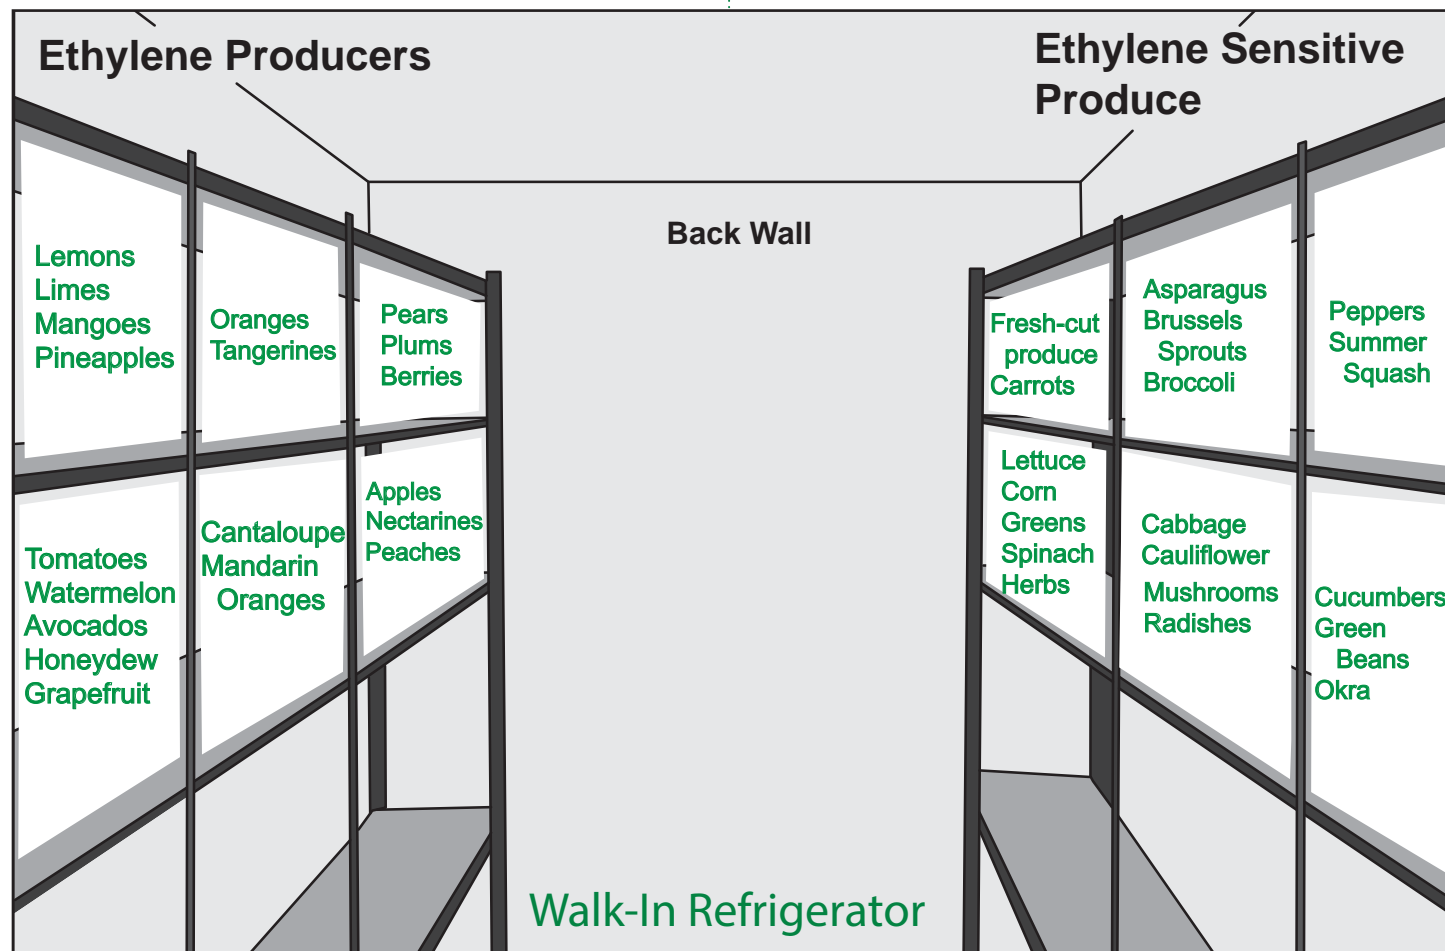 Ethylene Producers
Ethylene Sensitive
Produce
Back Wall
Lemons
Limes
Mangoes
Pineapples
Oranges
Tangerines
Pears
Plums
Berries
Tomatoes
Watermelon
Avocados
Honeydew
Grapefruit
Cantaloupe
Mandarin
Oranges
Apples
Nectarines
Peaches
Fresh-cut
produce
Carrots
Asparagus
Brussels
Sprouts
Broccoli
Peppers
Summer
Squash
Lettuce
Corn
Greens
Spinach
Herbs
Cabbage
Cauliflower
Mushrooms
Radishes
Cucumbers
Green
Beans
Okra
Walk-In Refrigerator